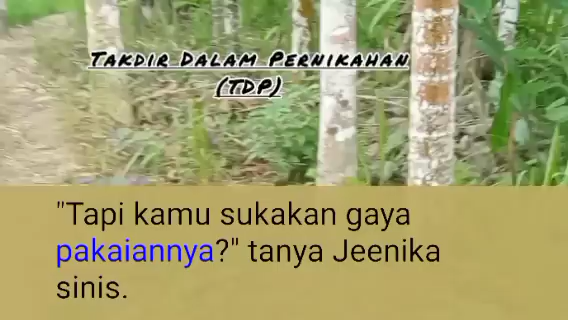 Takdir Dalam Pernikahan
(TDP)
"Tapi kamu sukakan gaya
pakaiannya?" tanya Jeenika
sinis.